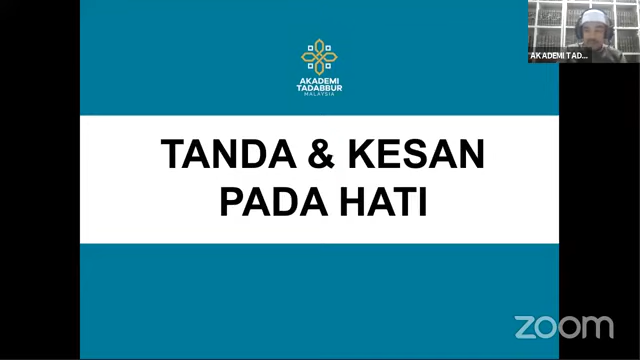 AKADEMI
TADABBUR
MALAYSIA
AKADEMI TAD...
TANDA & KESAN
PADA HATI
zoom